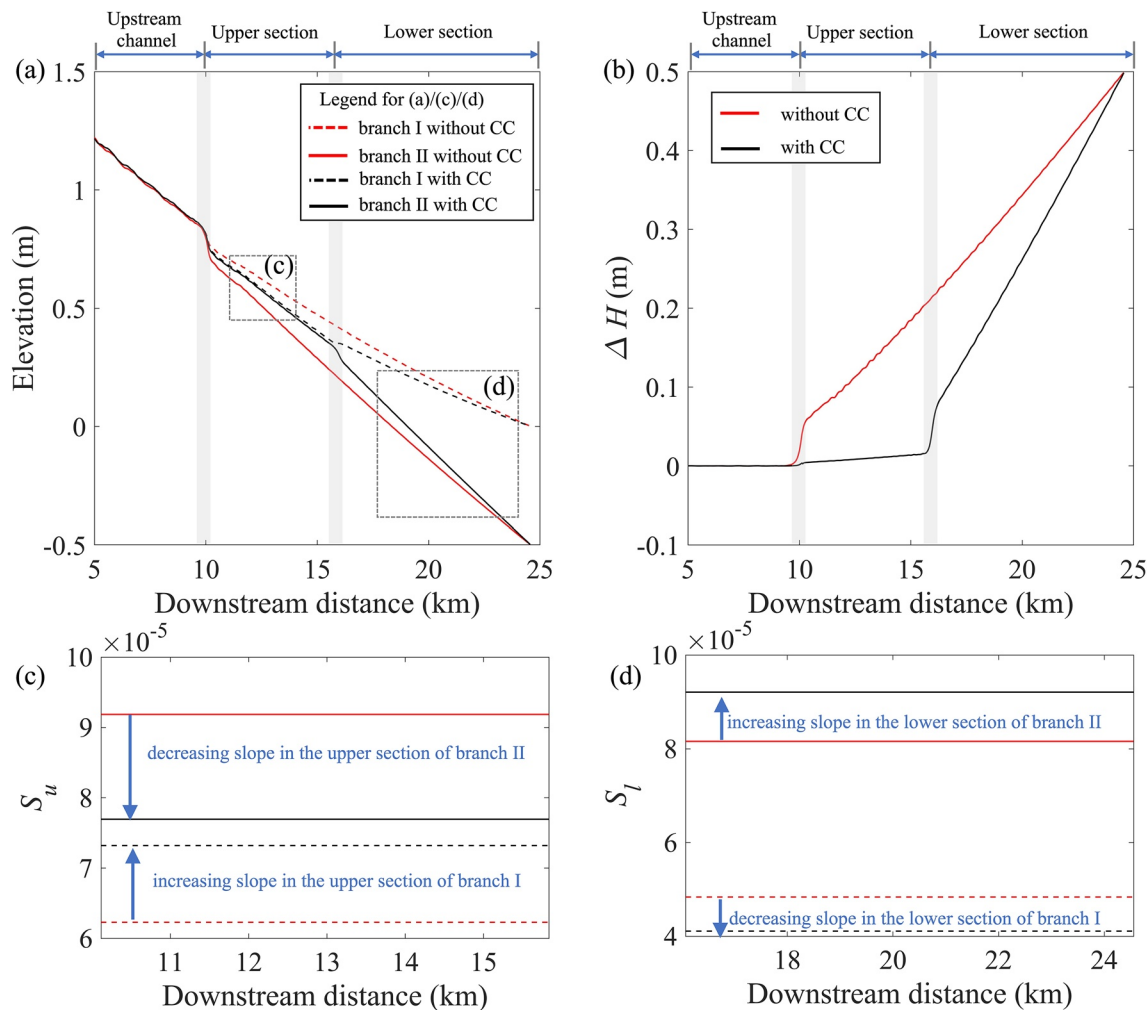 Upstream
channel
Upper section
Lower section
(a)
Elevation (m)
1.5
1
0.5
0
-0.5
Legend for (a)/(c)/(d)
branch I without CC
branch II without CC
branch I with CC
branch II with CC
(c)
(d)
5 10 15 20 25
Downstream distance (km)
Upstream
channel
Upper section
Lower section
(b)
Δ H (m)
0.5
0.4
0.3
0.2
0.1
0
-0.1
without CC
with CC
5 10 15 20 25
Downstream distance (km)
×10-5
(c)
Su
10
9
8
7
6
decreasing slope in the upper section of branch II
increasing slope in the upper section of branch I
11 12 13 14 15
Downstream distance (km)
×10-5
(d)
Sl
10
8
6
4
increasing slope in the lower section of branch II
decreasing slope in the lower section of branch I
18 20 22 24
Downstream distance (km)